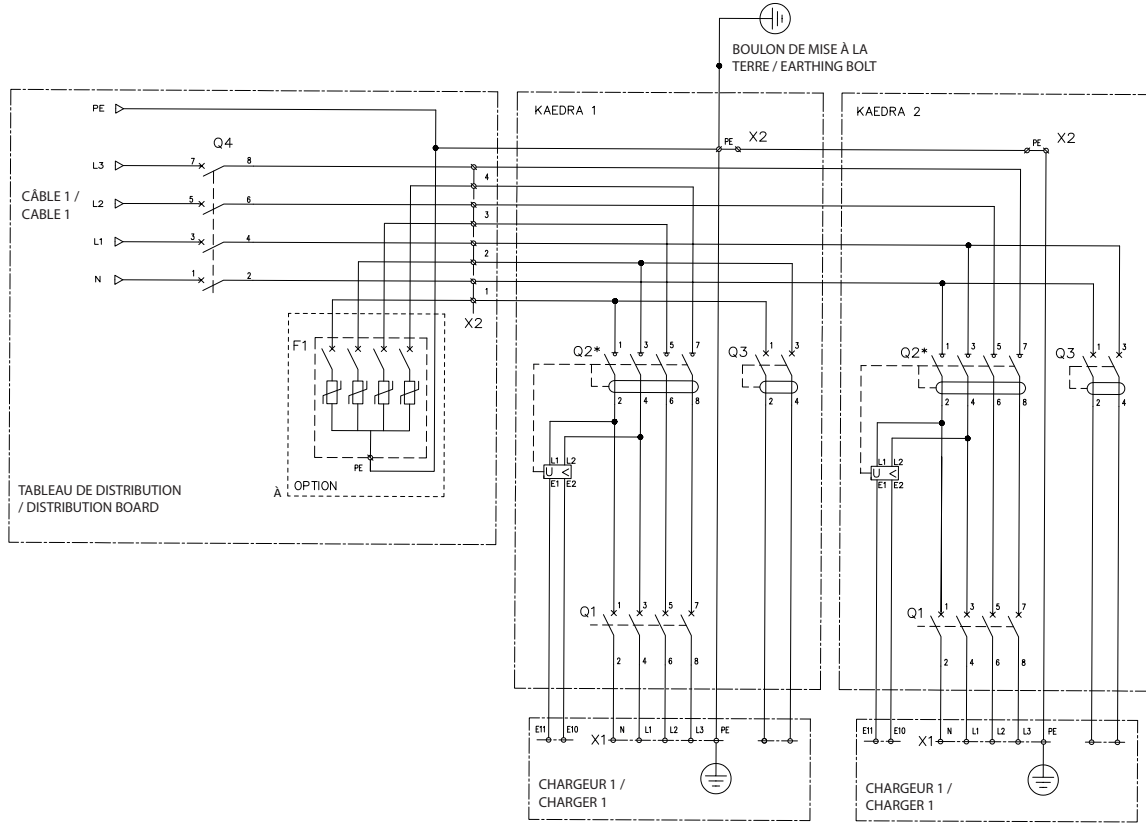 BOULON DE MISE À LA
TERRE / EARTHING BOLT
KAEDRA 1
KAEDRA 2
PE
Q4
PE X2
PE X2
L3 7 8
4
CÂBLE 1 /
CABLE 1
L2 5 6
3
L1 3 4
2
N 1 2
1
X2
F1
Q2* 1 3 5 7
Q3 1 3
Q2* 1 3 5 7
Q3 1 3
2 4 6 8
2 4
2 4 6 8
2 4
PE
L1 L2
U <
E1 E2
L1 L2
U <
E1 E2
À OPTION
TABLEAU DE DISTRIBUTION
/ DISTRIBUTION BOARD
Q1 1 3 5 7
Q1 1 3 5 7
2 4 6 8
2 4 6 8
E11 E10 N L1 L2 L3 PE
X1
E11 E10 N L1 L2 L3 PE
X1
CHARGEUR 1 /
CHARGER 1
CHARGEUR 1 /
CHARGER 1